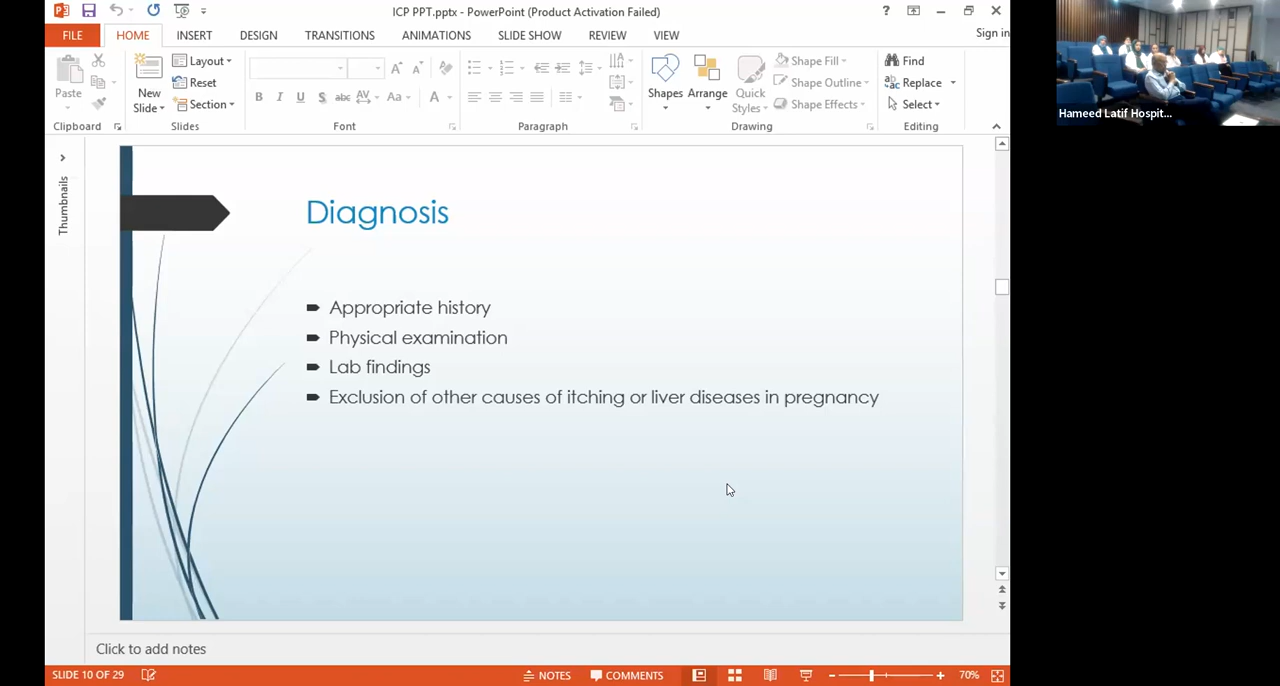 ICP PPT.pptx - PowerPoint (Product Activation Failed)
FILE HOME INSERT DESIGN TRANSITIONS ANIMATIONS SLIDE SHOW REVIEW VIEW Sign in
Paste
Clipboard
New Slide
Layout
Reset
Section
Slides
B I U S abc AV Aa A
Font
Paragraph
Shapes
Arrange
Quick Styles
Shape Fill
Shape Outline
Shape Effects
Drawing
Find
Replace
Select
Editing
Hameed Latif Hospit...
Thumbnails
Diagnosis
Appropriate history
Physical examination
Lab findings
Exclusion of other causes of itching or liver diseases in pregnancy
Click to add notes
SLIDE 10 OF 29 NOTES COMMENTS 70%